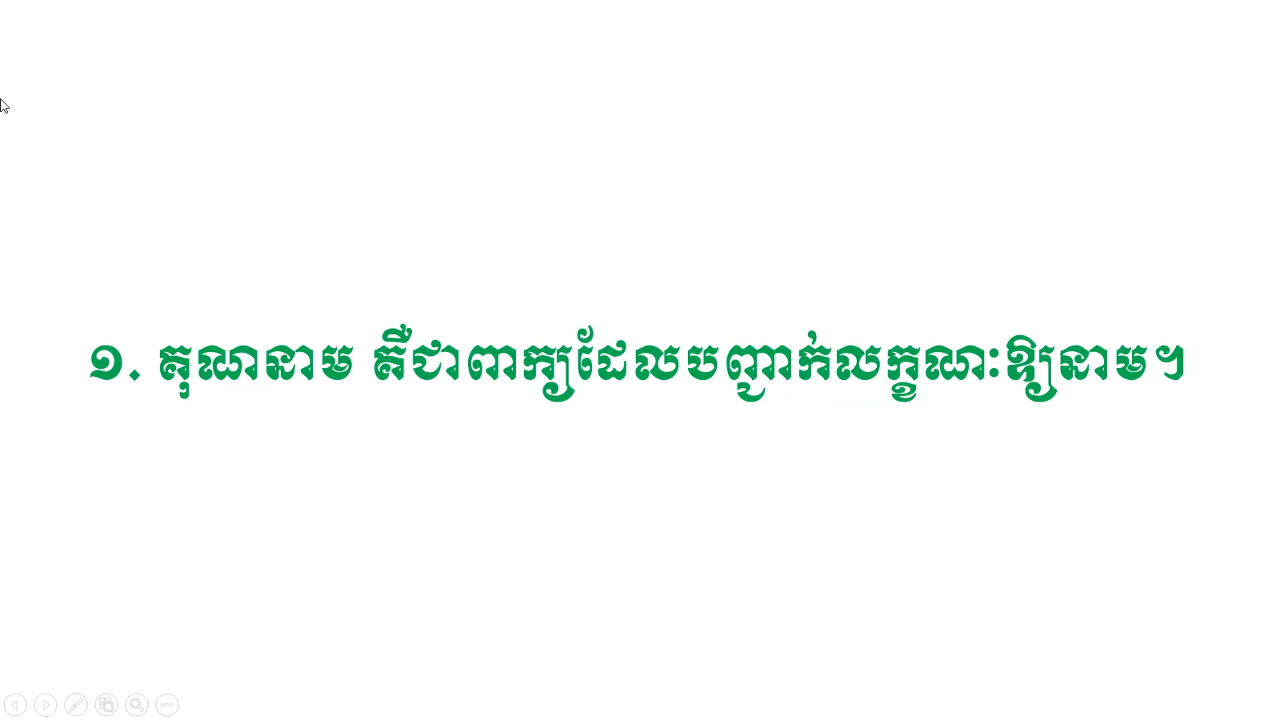 ១. គុណនាម គឺជាពាក្យដែលបញ្ជាក់លក្ខណៈឱ្យនាម។